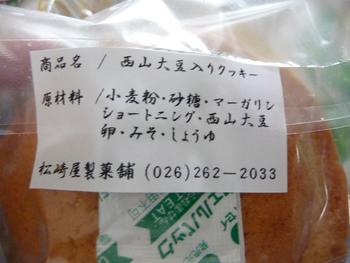 商品名 / 西山大豆入りクッキー
原材料 / 小麦粉・砂糖・マーガリン
ショートニング・西山大豆
卵・みそ・しょうゆ
松崎屋製菓舗 (026)262-2033